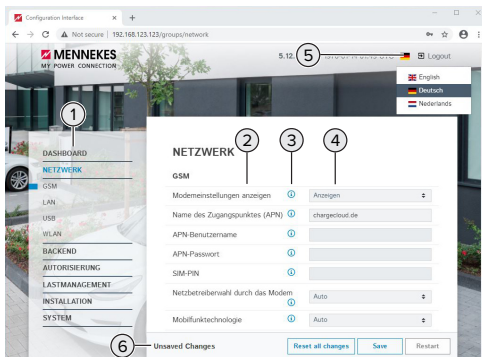 Configuration Interface
Not secure | 192.168.123.123/groups/network
MENNEKES
MY POWER CONNECTION
5.12.
5
Logout
English
Deutsch
Nederlands
1
DASHBOARD
NETZWERK
GSM
LAN
USB
WLAN
BACKEND
AUTORISIERUNG
LASTMANAGEMENT
INSTALLATION
SYSTEM
NETZWERK
2
3
4
GSM
Modemeinstellungen anzeigen Anzeigen
Name des Zugangspunktes (APN) chargecloud.de
APN-Benutzername
APN-Passwort
SIM-PIN
Netzbetreiberwahl durch das Modem Auto
Mobilfunktechnologie Auto
6
Unsaved Changes
Reset all changes Save Restart